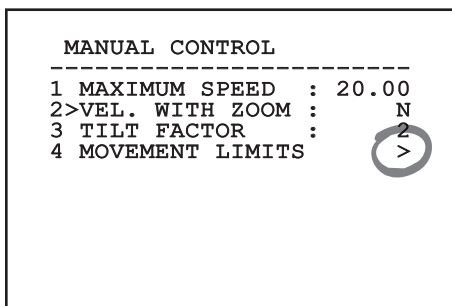 MANUAL CONTROL
-------------------------
1 MAXIMUM SPEED : 20.00
2>VEL. WITH ZOOM : N
3 TILT FACTOR : 2
4 MOVEMENT LIMITS >